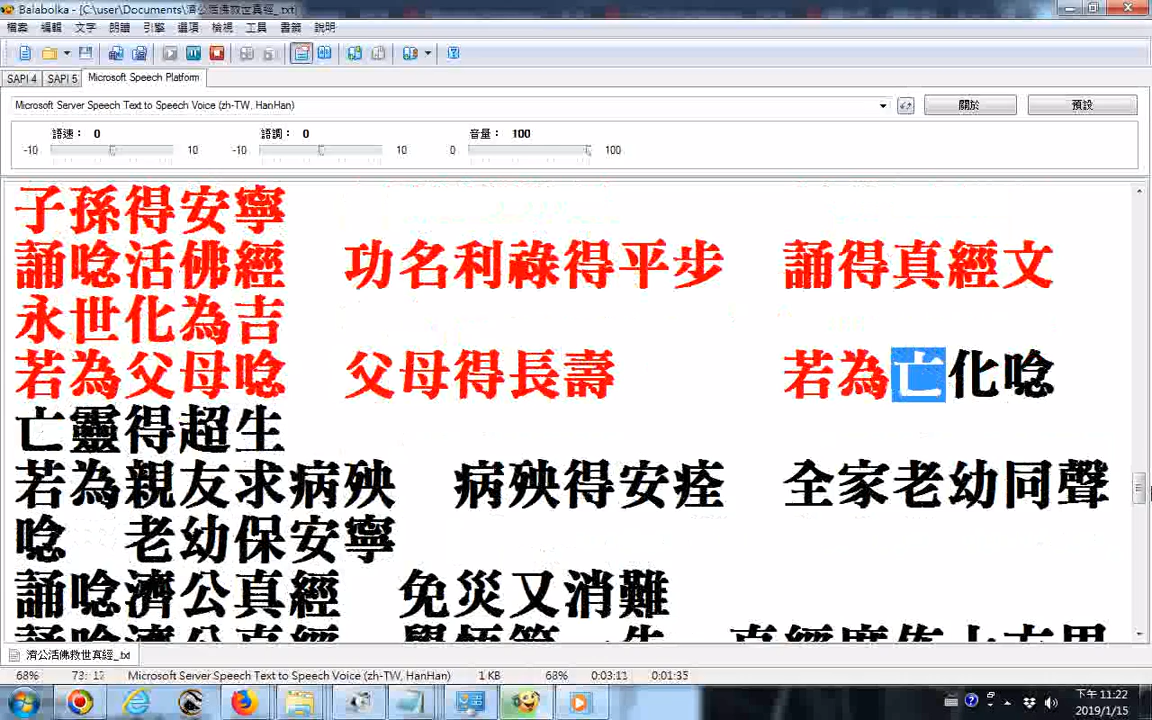 Balabolka - [C:\user\Documents\濟公活佛救世真經_.txt
檔案 編輯 文字 朗讀 引擎 選項 檢視 工具 書籤 說明
SAPI 4 SAPI 5 Microsoft Speech Platform
Microsoft Server Speech Text to Speech Voice (zh-TW, HanHan) 關於 預設
語速： 0 語調： 0 音量： 100
-10 10 -10 10 0 100
子孫得安寧
誦唸活佛經 功名利祿得平步 誦得真經文
永世化為吉
若為父母唸 父母得長壽 若為亡化唸
亡靈得超生
若為親友求病殃 病殃得安痊 全家老幼同聲
唸 老幼保安寧
誦唸濟公真經 免災又消難
誦唸濟公真經
濟公活佛救世真經_.txt
68% 73: 17 Microsoft Server Speech Text to Speech Voice (zh-TW, HanHan) 1 KB 68% 0:03:11 0:01:35
下午 11:22
2019/1/15